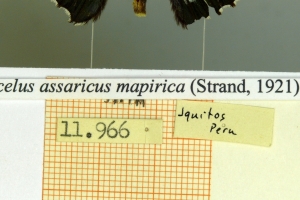 celus assaricus mapirica (Strand, 1921)
11.966
Iquitos
Peru